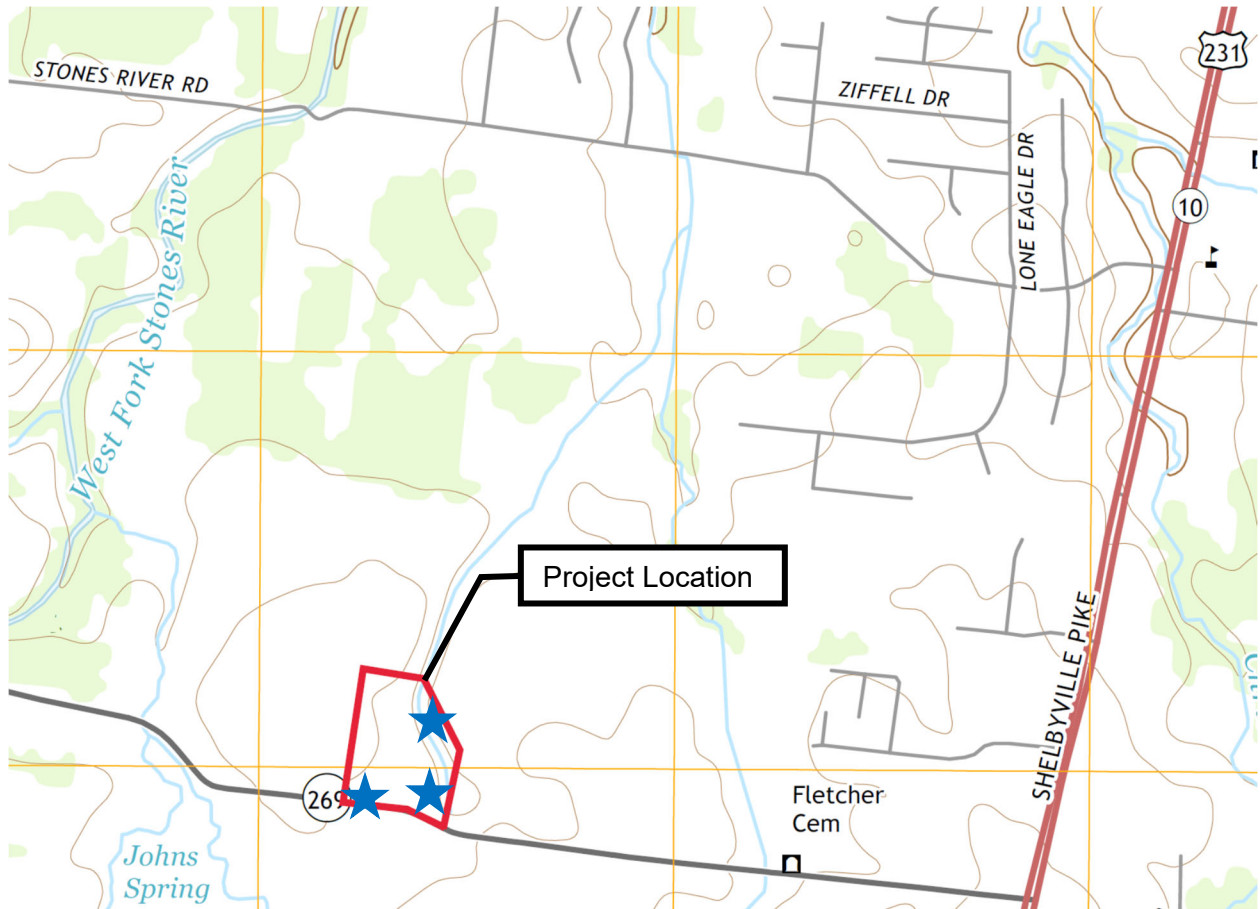 231
STONES RIVER RD
ZIFFELL DR
LONE EAGLE DR
10
West Fork Stones River
Project Location
SHELBYVILLE PIKE
269
Fletcher
Cem
Johns
Spring